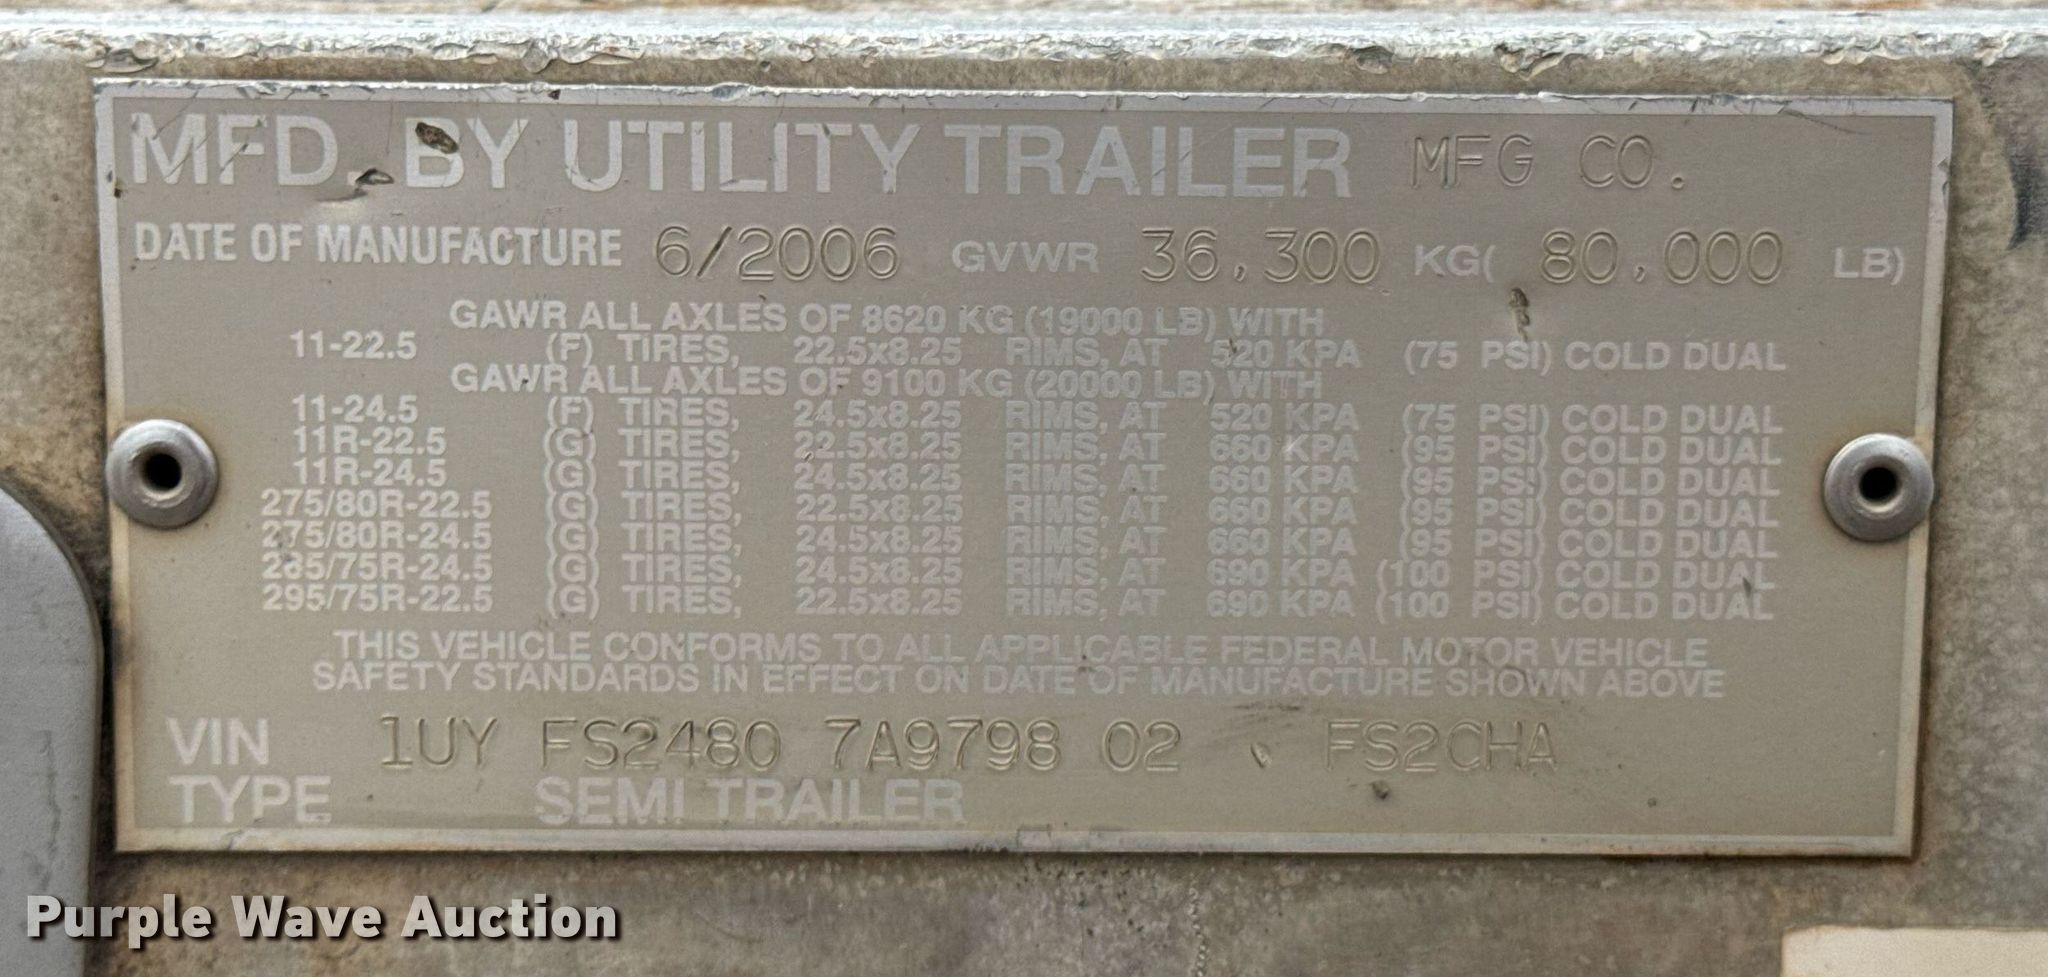 MFD. BY UTILITY TRAILER MFG CO.
DATE OF MANUFACTURE 6/2006 GVWR 36,300 KG( 80,000 LB)
GAWR ALL AXLES OF 8620 KG (19000 LB) WITH
11-22.5 (F) TIRES, 22.5x8.25 RIMS, AT 520 KPA (75 PSI) COLD DUAL
GAWR ALL AXLES OF 9100 KG (20000 LB) WITH
11-24.5 (F) TIRES, 24.5x8.25 RIMS, AT 520 KPA (75 PSI) COLD DUAL
11R-22.5 (G) TIRES, 22.5x8.25 RIMS, AT 660 KPA (95 PSI) COLD DUAL
11R-24.5 (G) TIRES, 24.5x8.25 RIMS, AT 660 KPA (95 PSI) COLD DUAL
275/80R-22.5 (G) TIRES, 22.5x8.25 RIMS, AT 660 KPA (95 PSI) COLD DUAL
275/80R-24.5 (G) TIRES, 24.5x8.25 RIMS, AT 660 KPA (95 PSI) COLD DUAL
285/75R-24.5 (G) TIRES, 24.5x8.25 RIMS, AT 690 KPA (100 PSI) COLD DUAL
295/75R-22.5 (G) TIRES, 22.5x8.25 RIMS, AT 690 KPA (100 PSI) COLD DUAL
THIS VEHICLE CONFORMS TO ALL APPLICABLE FEDERAL MOTOR VEHICLE
SAFETY STANDARDS IN EFFECT ON DATE OF MANUFACTURE SHOWN ABOVE
VIN 1UY FS2480 7A9798 02 FS2CHA
TYPE SEMI TRAILER
Purple Wave Auction